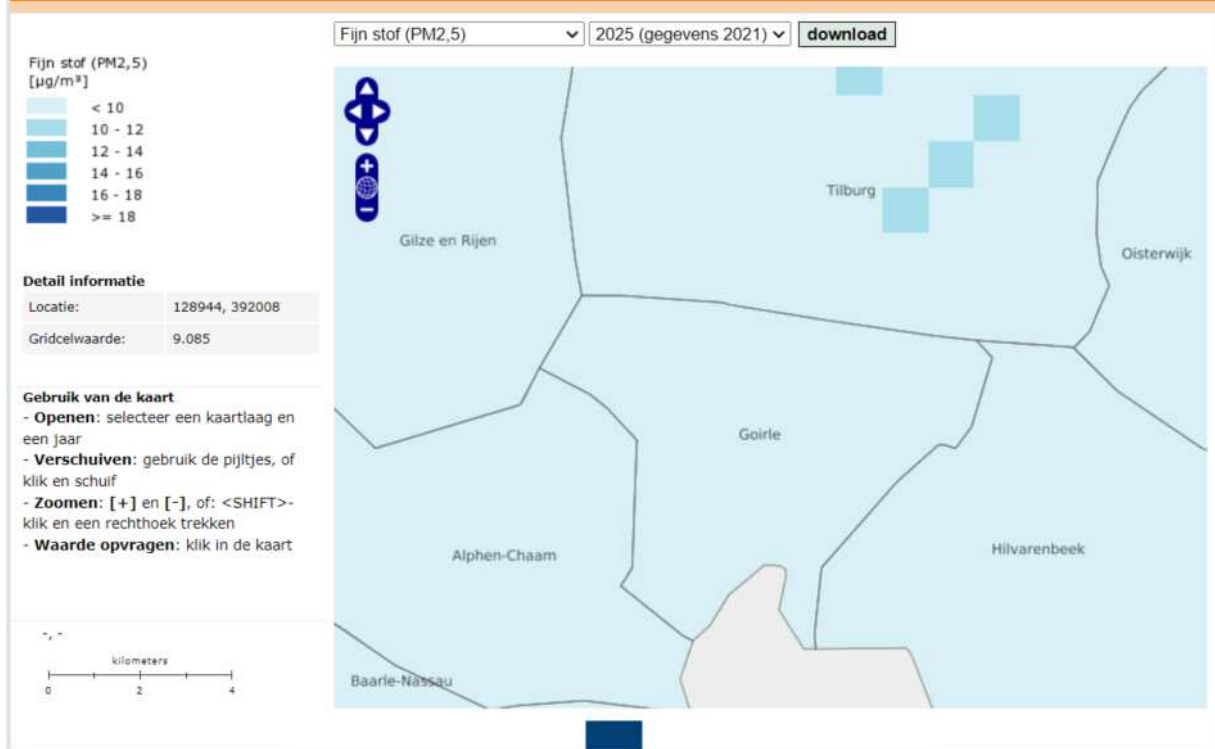 Fijn stof (PM2,5)
2025 (gegevens 2021)
download
Fijn stof (PM2,5)
[µg/m³]
< 10
10 - 12
12 - 14
14 - 16
16 - 18
>= 18
Detail informatie
Locatie: 128944, 392008
Gridcelwaarde: 9.085
Gebruik van de kaart
- Openen: selecteer een kaartlaag en
een jaar
- Verschuiven: gebruik de pijltjes, of
klik en schuif
- Zoomen: [+] en [-], of: <SHIFT>-
klik en een rechthoek trekken
- Waarde opvragen: klik in de kaart
-, -
kilometers
0 2 4
Tilburg
Gilze en Rijen
Oisterwijk
Goirle
Alphen-Chaam
Hilvarenbeek
Baarle-Nassau